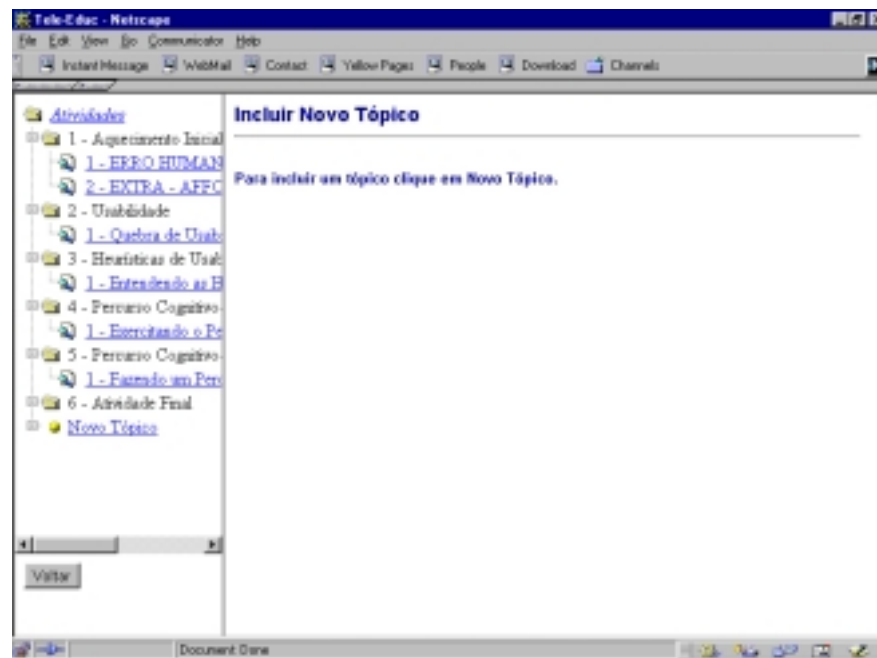 Tele-Educ - Netscape
File Edit View Go Communicator Help
Instant Message WebMail Contact Yellow Pages People Download Channels
Atividades
1 - Aquecimento Inicial
1 - ERRO HUMAN
2 - EXTRA - AFFO
2 - Usabilidade
1 - Quebra de Usab
3 - Heurísticas de Usab
1 - Entendendo as H
4 - Percurso Cognitivo
1 - Exercitando o Pe
5 - Percurso Cognitivo
1 - Fazendo um Perc
6 - Atividade Final
Novo Tópico
Voltar
Incluir Novo Tópico
Para incluir um tópico clique em Novo Tópico.
Document Done